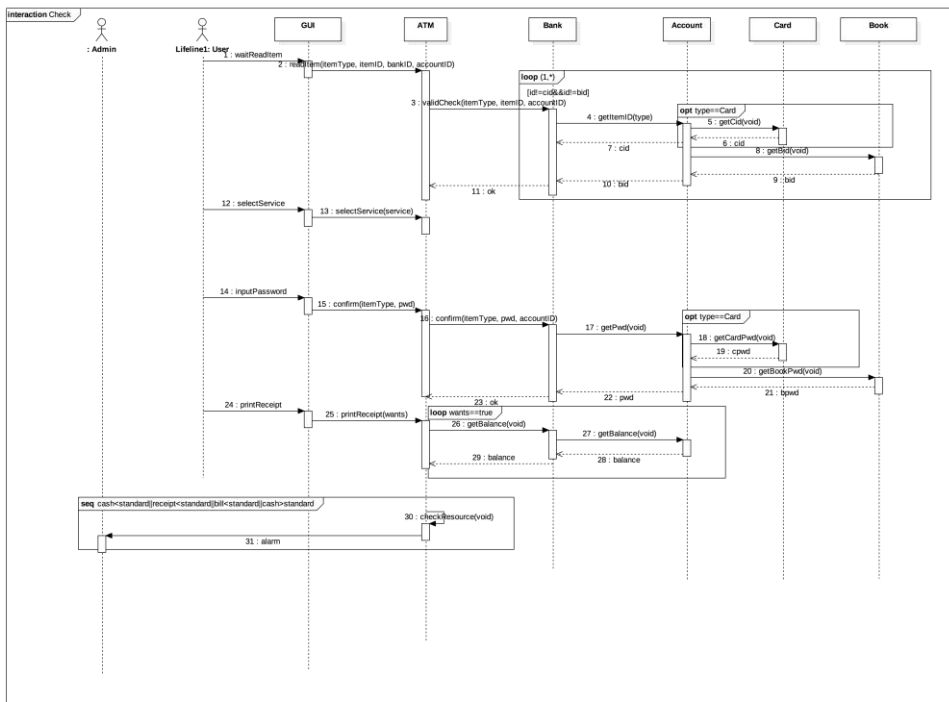 interaction Check
GUI
ATM
Bank
Account
Card
Book
: Admin
Lifeline1: User
1 : waitReadItem
2 : readItem(itemType, itemID, bankID, accountID)
loop (1,*)
[id!=cid&&id!=bid]
3 : validCheck(itemType, itemID, accountID)
opt type==Card
4 : getItemID(type)
5 : getCid(void)
6 : cid
7 : cid
8 : getBid(void)
9 : bid
10 : bid
11 : ok
12 : selectService
13 : selectService(service)
14 : inputPassword
15 : confirm(itemType, pwd)
16 : confirm(itemType, pwd, accountID)
opt type==Card
17 : getPwd(void)
18 : getCardPwd(void)
19 : cpwd
20 : getBookPwd(void)
21 : bpwd
22 : pwd
23 : ok
24 : printReceipt
loop wants==true
25 : printReceipt(wants)
26 : getBalance(void)
27 : getBalance(void)
28 : balance
29 : balance
seq cash<standard||receipt<standard||bill<standard||cash>standard
30 : checkResource(void)
31 : alarm